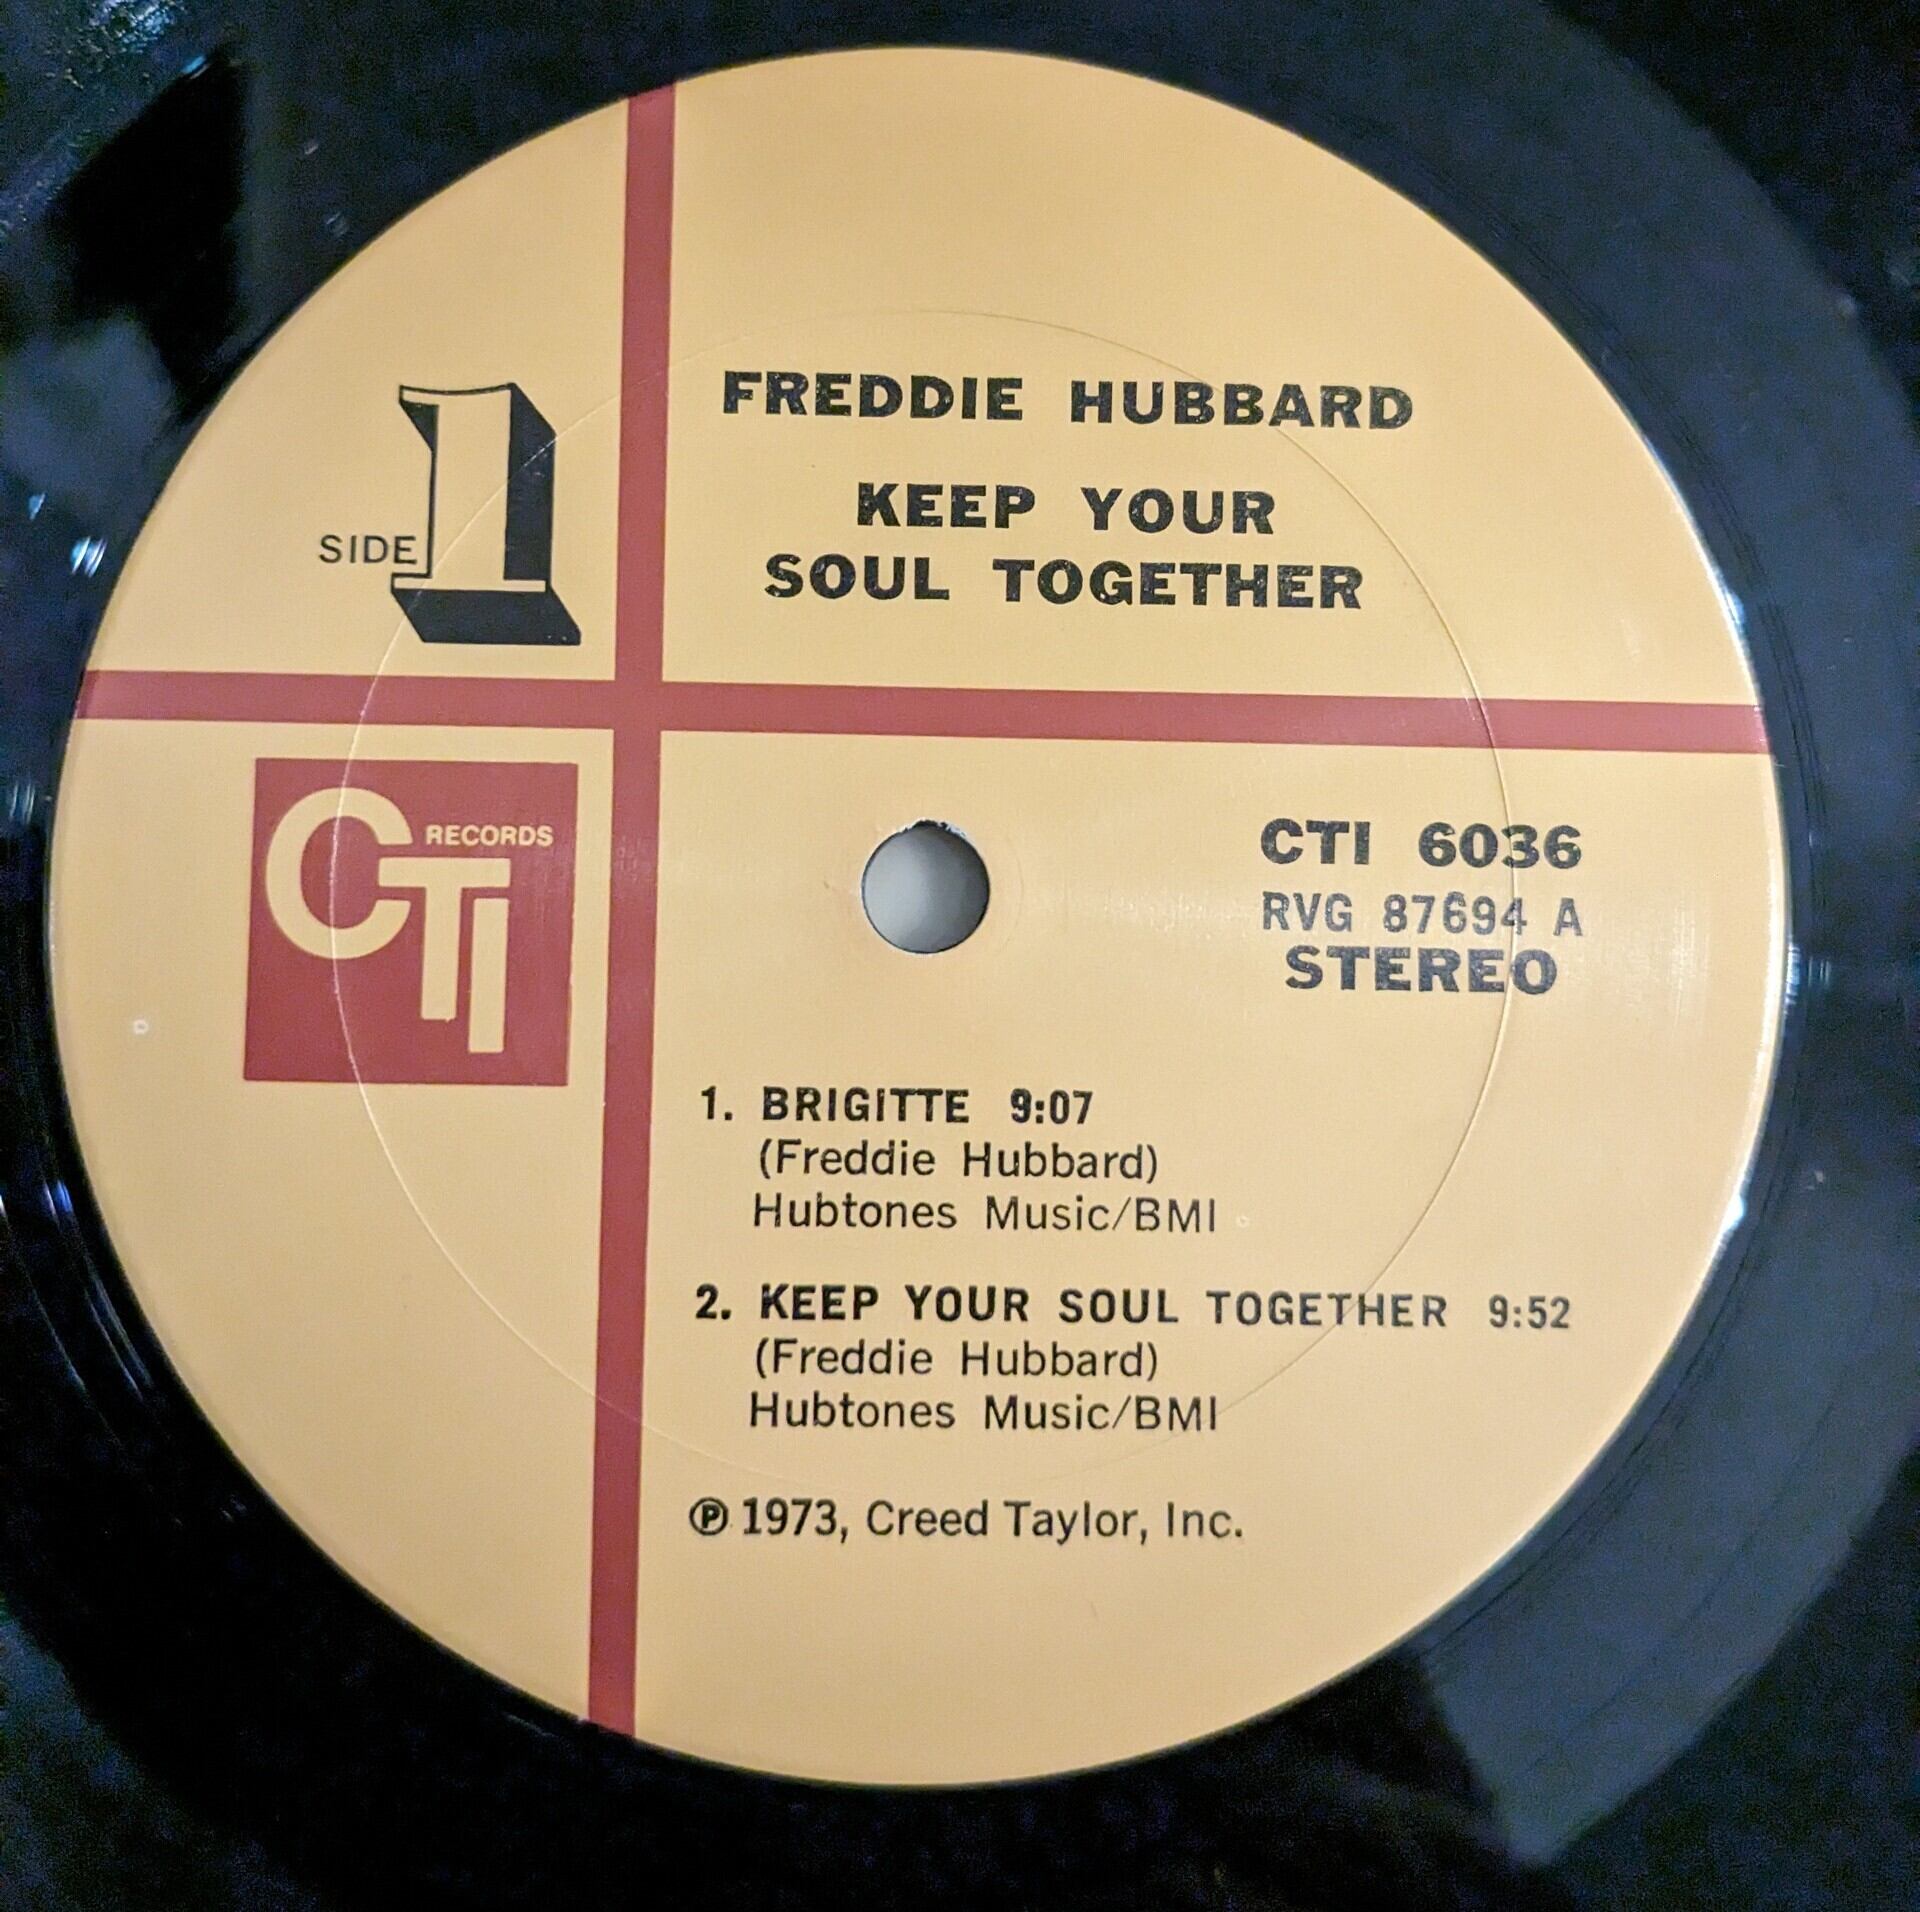 SIDE 1
FREDDIE HUBBARD
KEEP YOUR
SOUL TOGETHER
CTI RECORDS
CTI 6036
RVG 87694 A
STEREO
1. BRIGITTE 9:07
(Freddie Hubbard)
Hubtones Music/BMI
2. KEEP YOUR SOUL TOGETHER 9:52
(Freddie Hubbard)
Hubtones Music/BMI
℗ 1973, Creed Taylor, Inc.